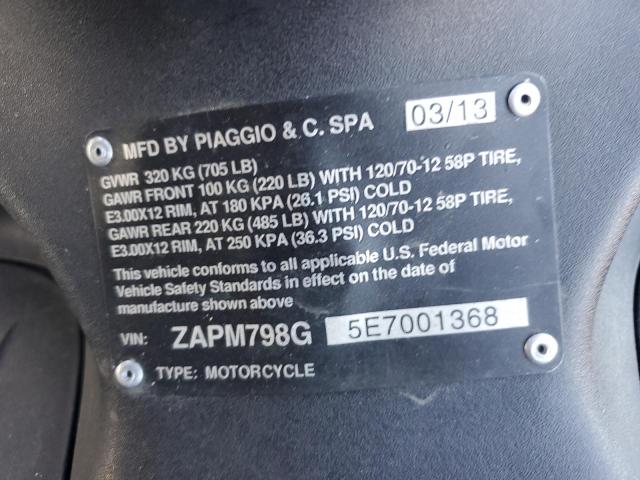 MFD BY PIAGGIO & C. SPA 03/13
GVWR 320 KG (705 LB)
GAWR FRONT 100 KG (220 LB) WITH 120/70-12 58P TIRE,
E3.00X12 RIM, AT 180 KPA (26.1 PSI) COLD
GAWR REAR 220 KG (485 LB) WITH 120/70-12 58P TIRE,
E3.00X12 RIM, AT 250 KPA (36.3 PSI) COLD
This vehicle conforms to all applicable U.S. Federal Motor
Vehicle Safety Standards in effect on the date of
manufacture shown above
VIN: ZAPM798G 5E7001368
TYPE: MOTORCYCLE